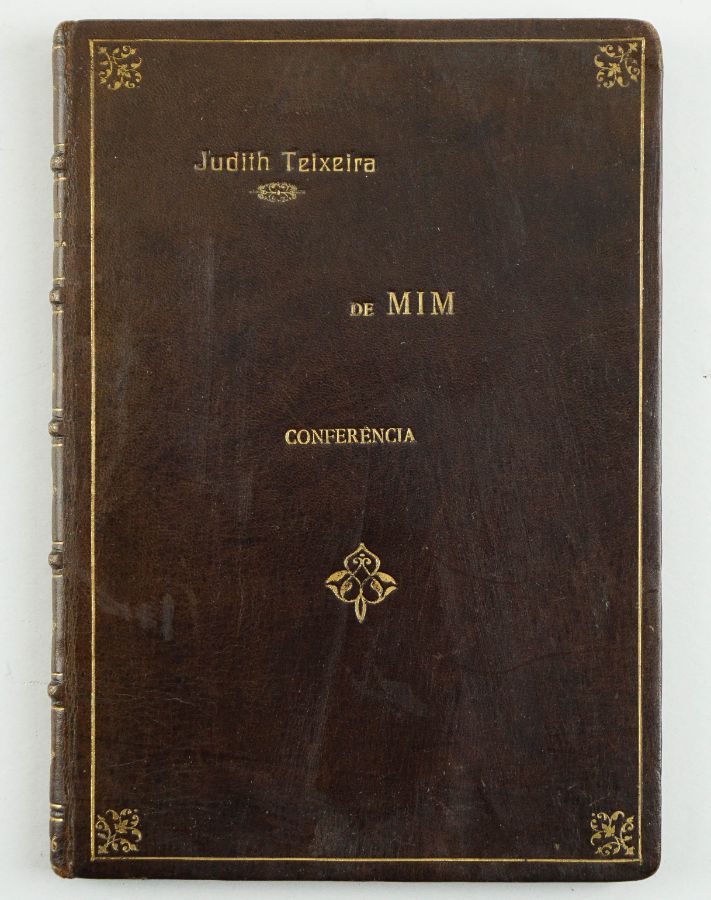 Judith Teixeira
DE MIM
CONFERÊNCIA